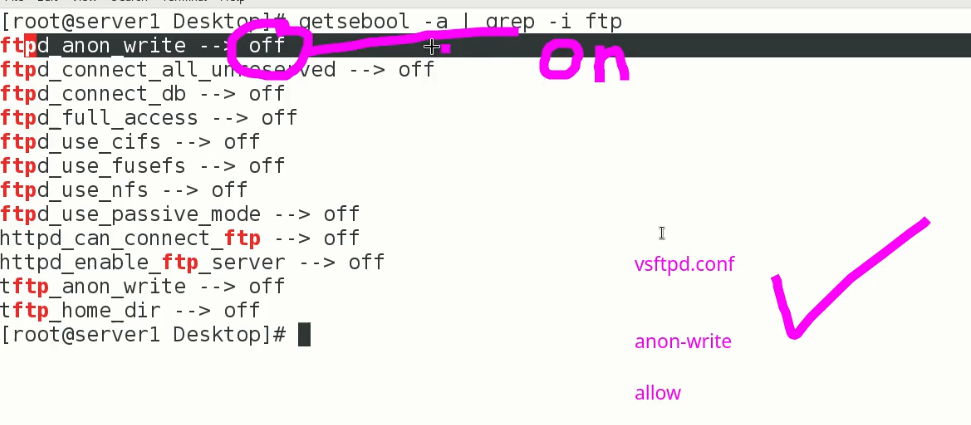 [root@server1 Desktop]# getsebool -a | grep -i ftp
ftpd_anon_write --> off
on
ftpd_connect_all_unreserved --> off
ftpd_connect_db --> off
ftpd_full_access --> off
ftpd_use_cifs --> off
ftpd_use_fusefs --> off
ftpd_use_nfs --> off
ftpd_use_passive_mode --> off
httpd_can_connect_ftp --> off
httpd_enable_ftp_server --> off
tftp_anon_write --> off
tftp_home_dir --> off
[root@server1 Desktop]#
vsftpd.conf
anon-write
allow